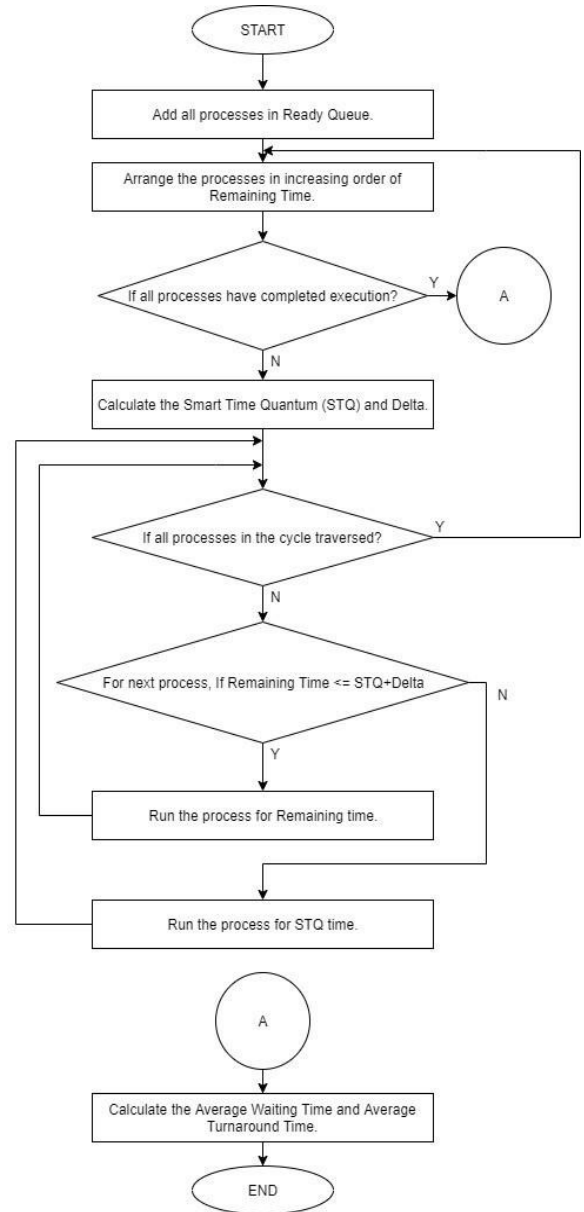 START
Add all processes in Ready Queue.
Arrange the processes in increasing order of
Remaining Time.
If all processes have completed execution?
Y
A
N
Calculate the Smart Time Quantum (STQ) and Delta.
If all processes in the cycle traversed?
Y
N
For next process, If Remaining Time <= STQ+Delta
N
Y
Run the process for Remaining time.
Run the process for STQ time.
A
Calculate the Average Waiting Time and Average
Turnaround Time.
END